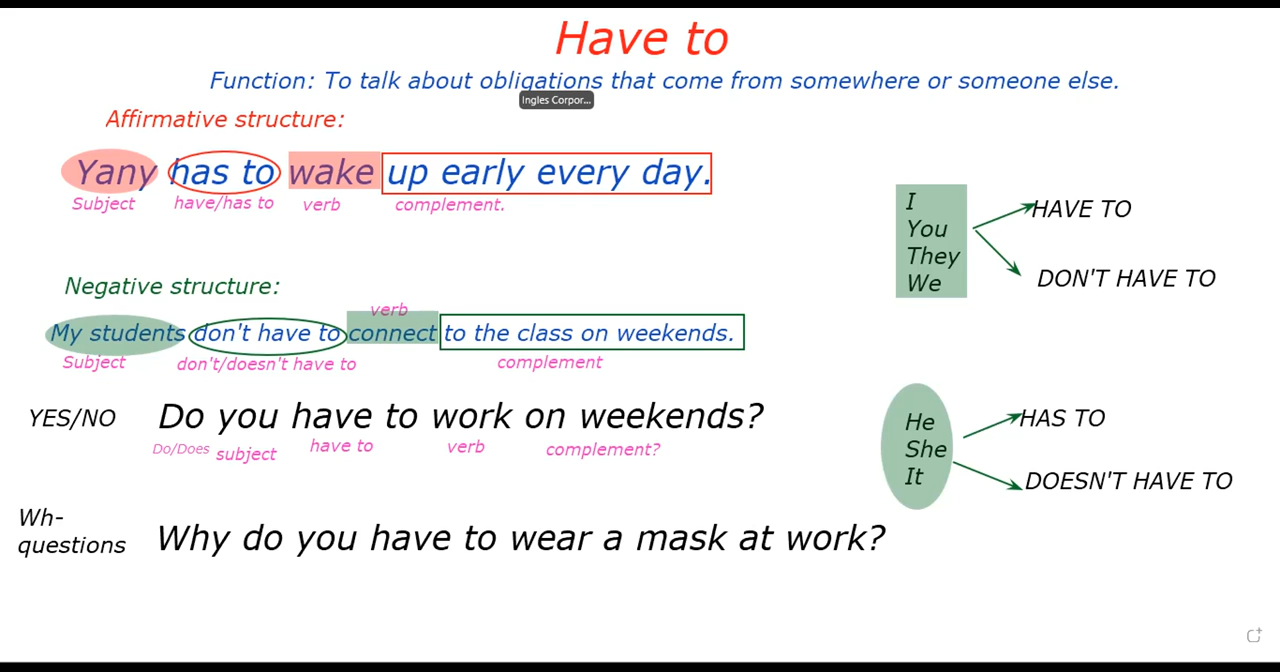 Have to
Function: To talk about obligations that come from somewhere or someone else.
Ingles Corpor...
Affirmative structure:
Yany has to wake up early every day.
Subject have/has to verb complement.
I
You
They
We
HAVE TO
DON'T HAVE TO
Negative structure:
verb
My students don't have to connect to the class on weekends.
Subject don't/doesn't have to complement
YES/NO Do you have to work on weekends?
Do/Does subject have to verb complement?
He
She
It
HAS TO
DOESN'T HAVE TO
Wh-
questions
Why do you have to wear a mask at work?